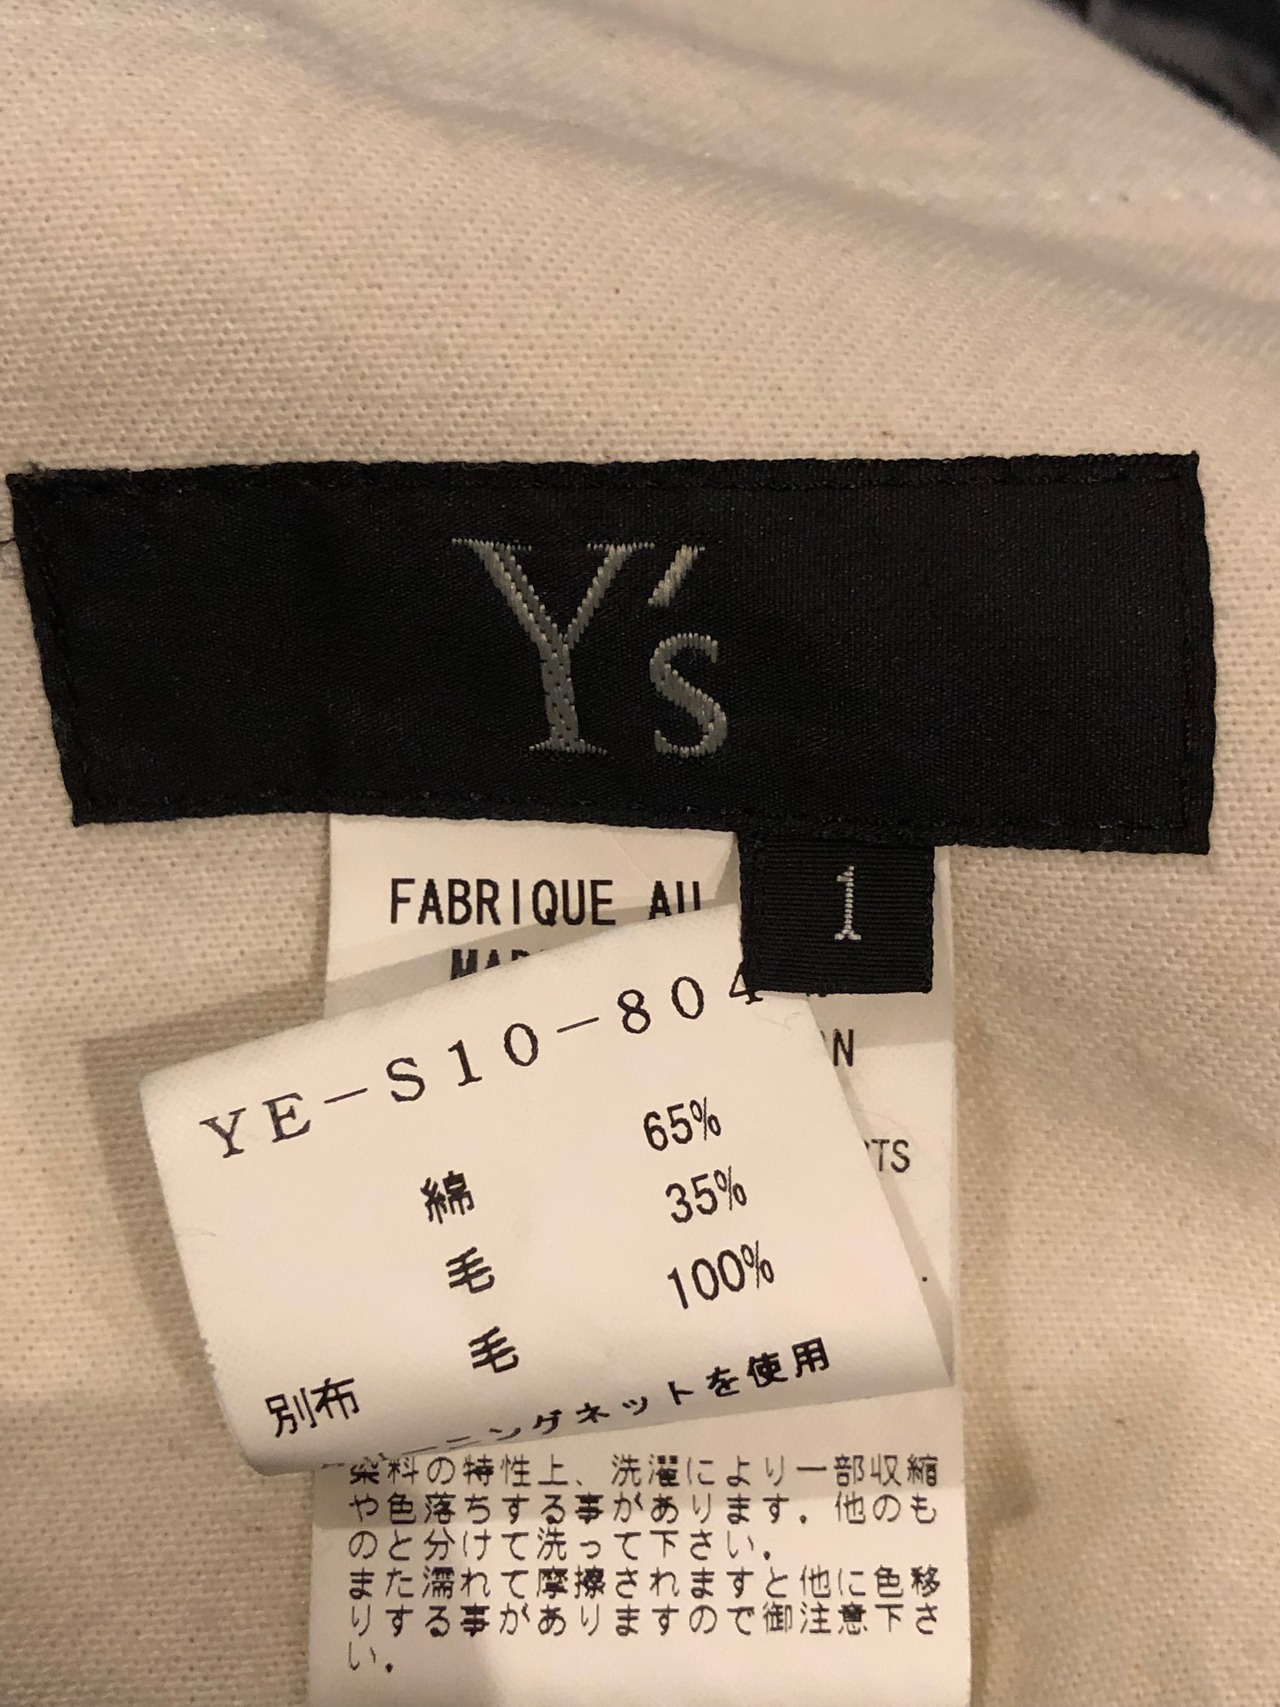 Y's
1
FABRIQUE AU
YE-S10-804
綿 65%
毛 35%
別布 毛 100%
ニングネットを使用
染料の特性上、洗濯により一部収縮
や色落ちする事があります．他のも
のと分けて洗って下さい．
また濡れて摩擦されますと他に色移
りする事がありますので御注意下さ
い．